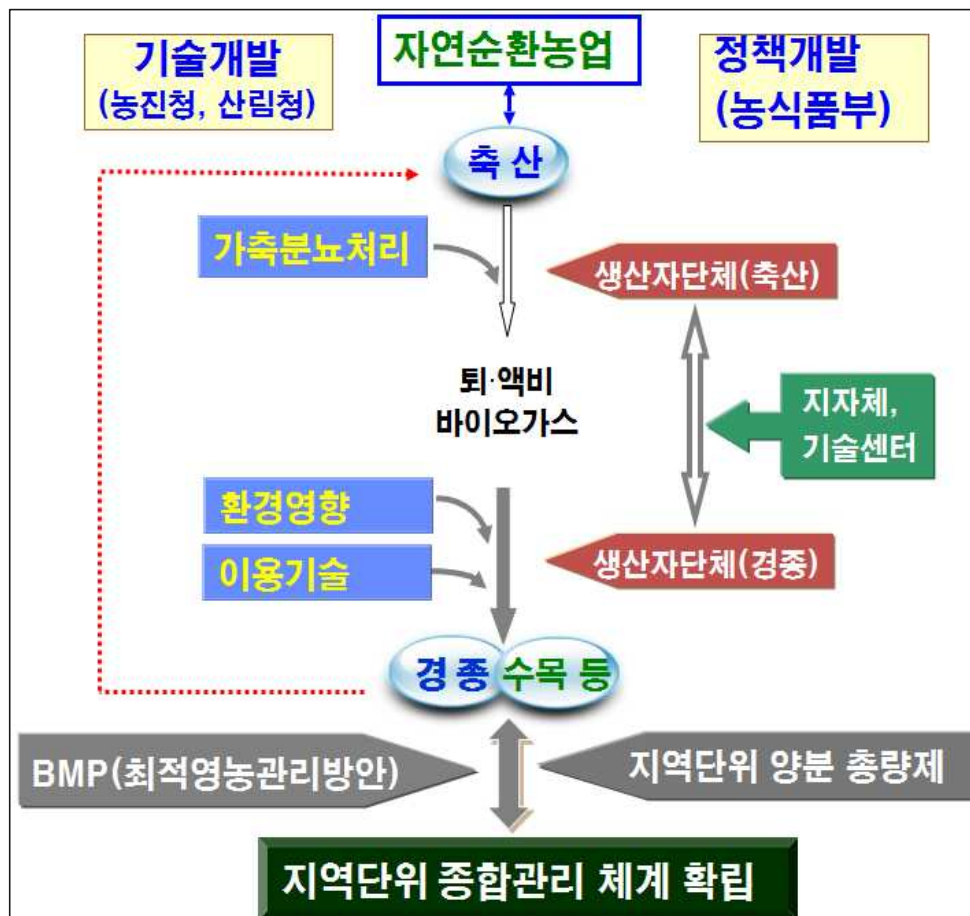 자연순환농업
기술개발
(농진청, 산림청)
정책개발
(농식품부)
축 산
가축분뇨처리
생산자단체(축산)
퇴·액비
바이오가스
지자체,
기술센터
환경영향
이용기술
생산자단체(경종)
경 종
수목 등
BMP(최적영농관리방안)
지역단위 양분 총량제
지역단위 종합관리 체계 확립